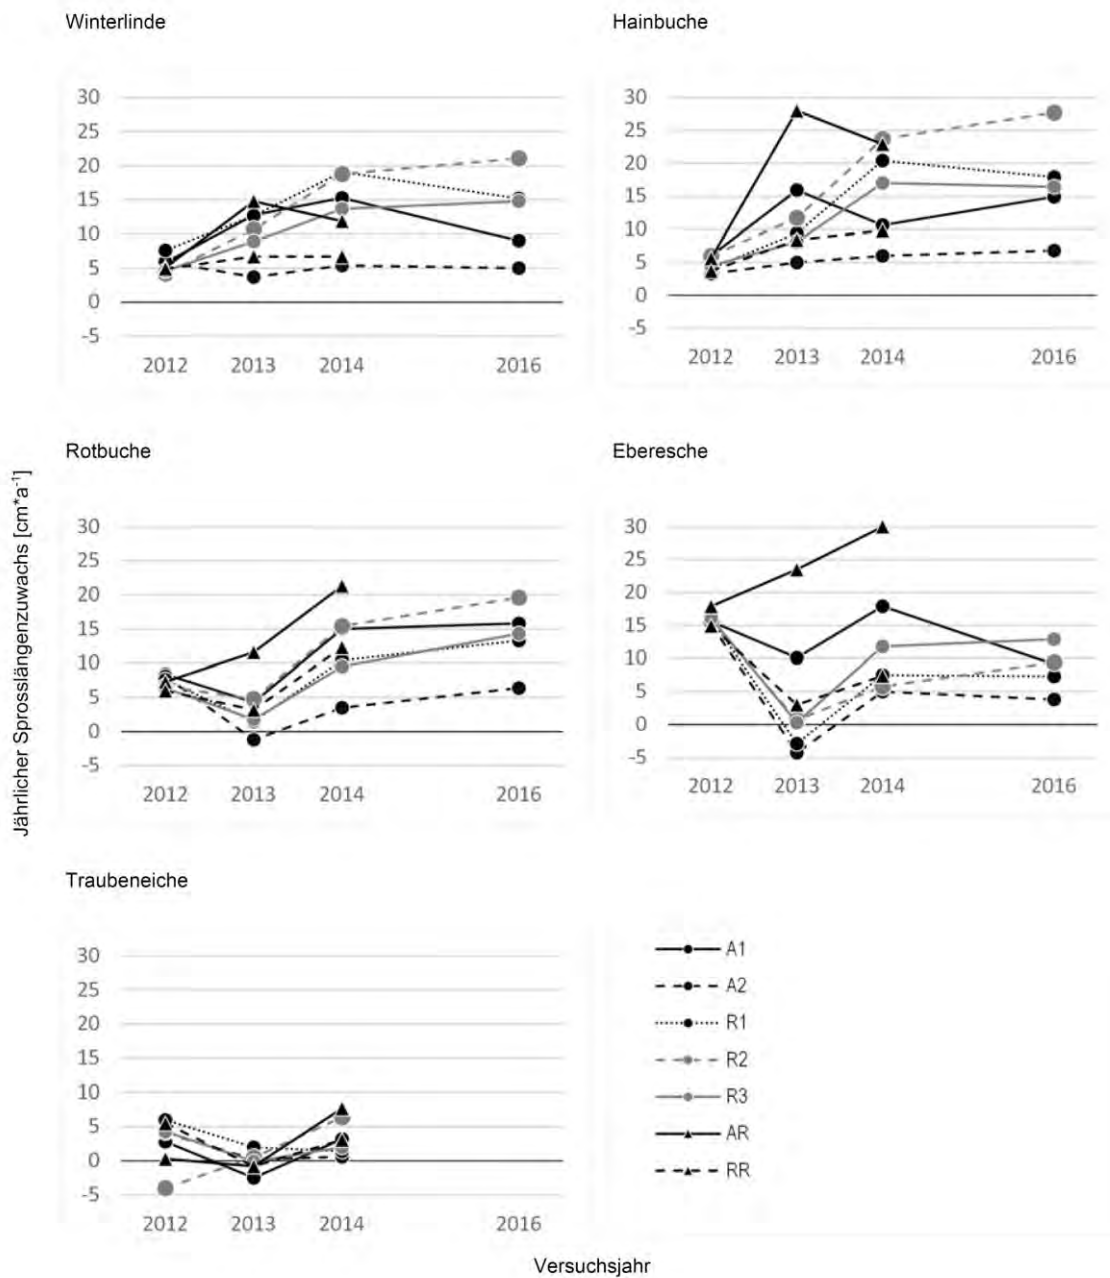 Winterlinde
30
25
20
15
10
5
0
-5
2012 2013 2014 2016
Hainbuche
30
25
20
15
10
5
0
-5
2012 2013 2014 2016
Jährlicher Sprosslängenzuwachs [cm*a⁻¹]
Rotbuche
30
25
20
15
10
5
0
-5
2012 2013 2014 2016
Eberesche
30
25
20
15
10
5
0
-5
2012 2013 2014 2016
Traubeneiche
30
25
20
15
10
5
0
-5
2012 2013 2014 2016
A1
A2
R1
R2
R3
AR
RR
Versuchsjahr